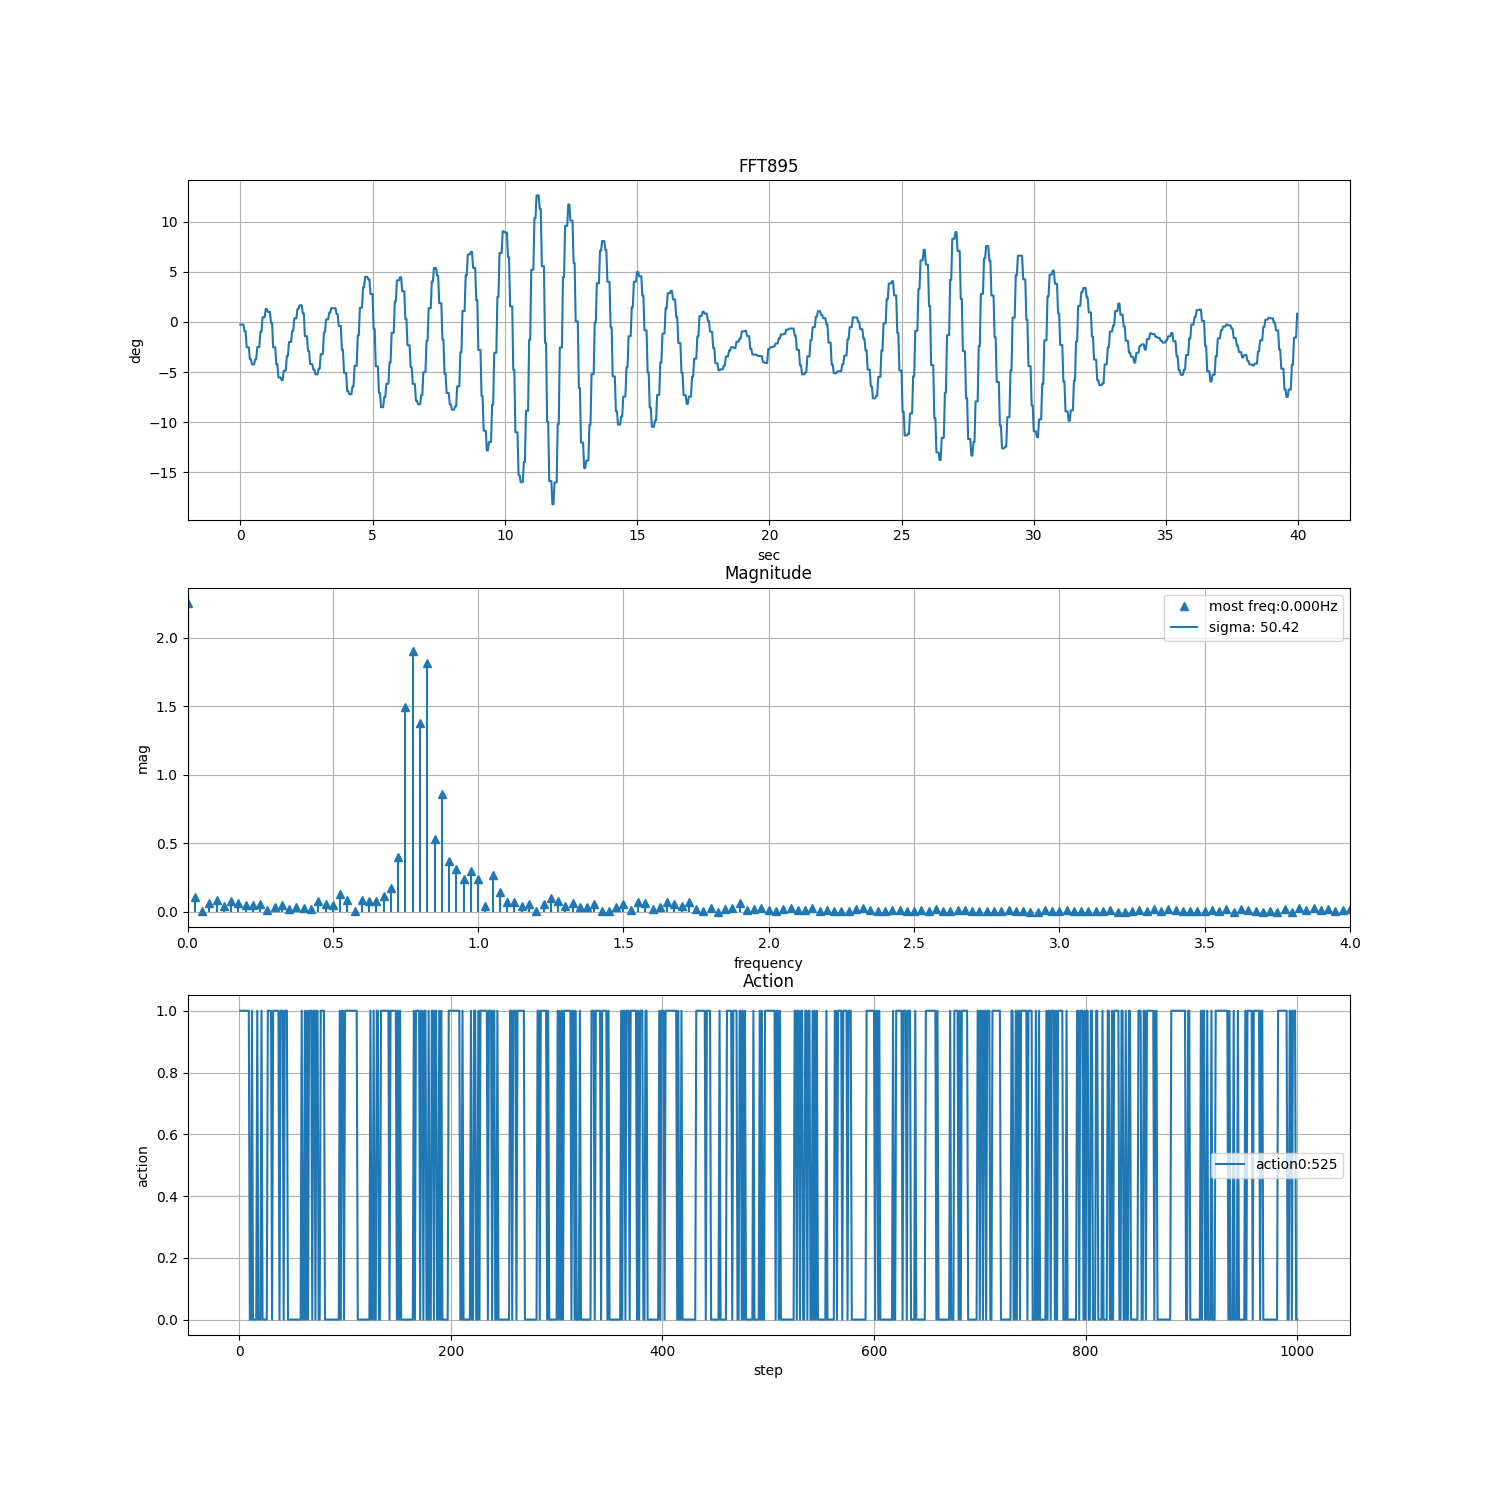 FFT895
deg
10
5
0
−5
−10
−15
0 5 10 15 20 25 30 35 40
sec
Magnitude
mag
2.0
1.5
1.0
0.5
0.0
most freq:0.000Hz
sigma: 50.42
0.0 0.5 1.0 1.5 2.0 2.5 3.0 3.5 4.0
frequency
Action
action
1.0
0.8
0.6
0.4
0.2
0.0
action0:525
0 200 400 600 800 1000
step